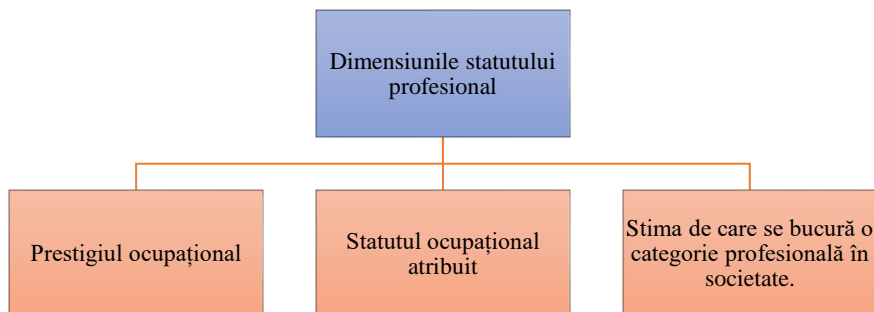 Dimensiunile statutului
profesional
Prestigiul ocupațional
Statutul ocupațional
atribuit
Stima de care se bucură o
categorie profesională în
societate.